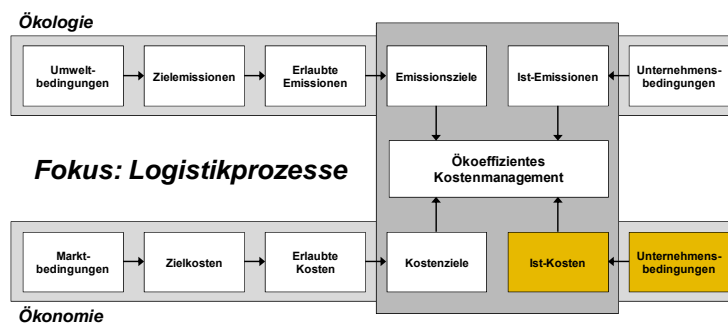 Ökologie
Umwelt-
bedingungen
Zielemissionen
Erlaubte
Emissionen
Emissionsziele
Ist-Emissionen
Unternehmens-
bedingungen
Fokus: Logistikprozesse
Ökoeffizientes
Kostenmanagement
Markt-
bedingungen
Zielkosten
Erlaubte
Kosten
Kostenziele
Ist-Kosten
Unternehmens-
bedingungen
Ökonomie